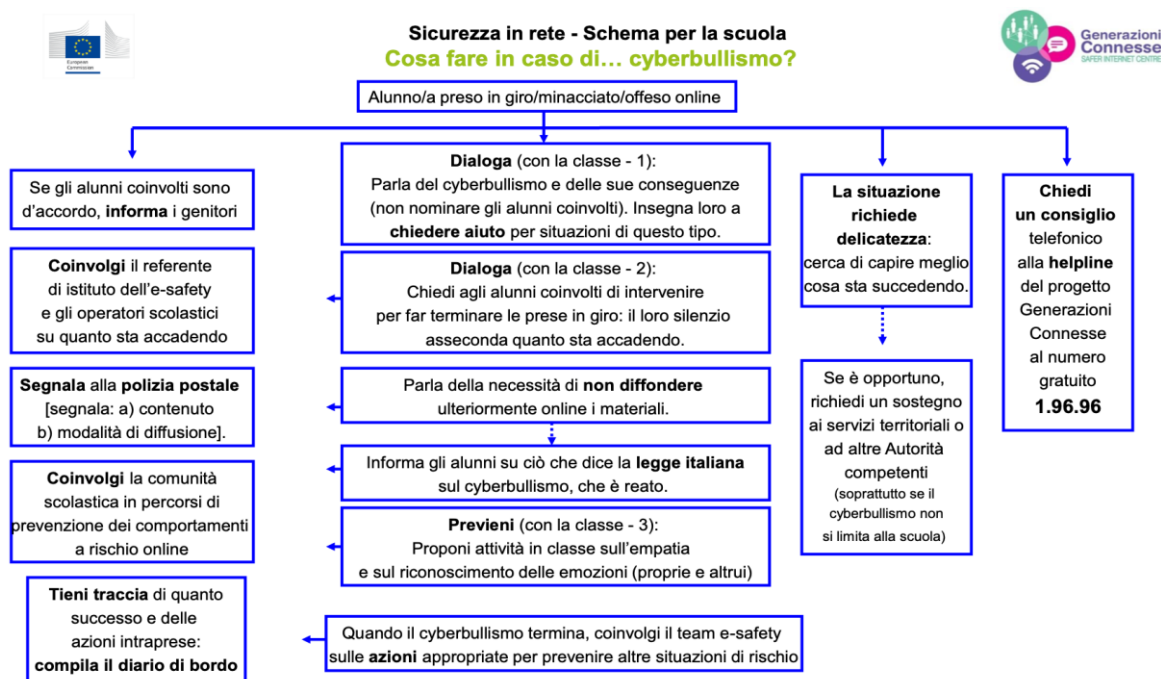 European
Commission
Sicurezza in rete - Schema per la scuola
Cosa fare in caso di... cyberbullismo?
Generazioni
Connesse
SAFER INTERNET CENTRE
Alunno/a preso in giro/minacciato/offeso online
Se gli alunni coinvolti sono
d'accordo, informa i genitori
Coinvolgi il referente
di istituto dell'e-safety
e gli operatori scolastici
su quanto sta accadendo
Segnala alla polizia postale
[segnala: a) contenuto
b) modalità di diffusione].
Coinvolgi la comunità
scolastica in percorsi di
prevenzione dei comportamenti
a rischio online
Tieni traccia di quanto
successo e delle
azioni intraprese:
compila il diario di bordo
Dialoga (con la classe - 1):
Parla del cyberbullismo e delle sue conseguenze
(non nominare gli alunni coinvolti). Insegna loro a
chiedere aiuto per situazioni di questo tipo.
Dialoga (con la classe - 2):
Chiedi agli alunni coinvolti di intervenire
per far terminare le prese in giro: il loro silenzio
asseconda quanto sta accadendo.
Parla della necessità di non diffondere
ulteriormente online i materiali.
Informa gli alunni su ciò che dice la legge italiana
sul cyberbullismo, che è reato.
Previeni (con la classe - 3):
Proponi attività in classe sull'empatia
e sul riconoscimento delle emozioni (proprie e altrui)
Quando il cyberbullismo termina, coinvolgi il team e-safety
sulle azioni appropriate per prevenire altre situazioni di rischio
La situazione
richiede
delicatezza:
cerca di capire meglio
cosa sta succedendo.
Se è opportuno,
richiedi un sostegno
ai servizi territoriali o
ad altre Autorità
competenti
(soprattutto se il
cyberbullismo non
si limita alla scuola)
Chiedi
un consiglio
telefonico
alla helpline
del progetto
Generazioni
Connesse
al numero
gratuito
1.96.96